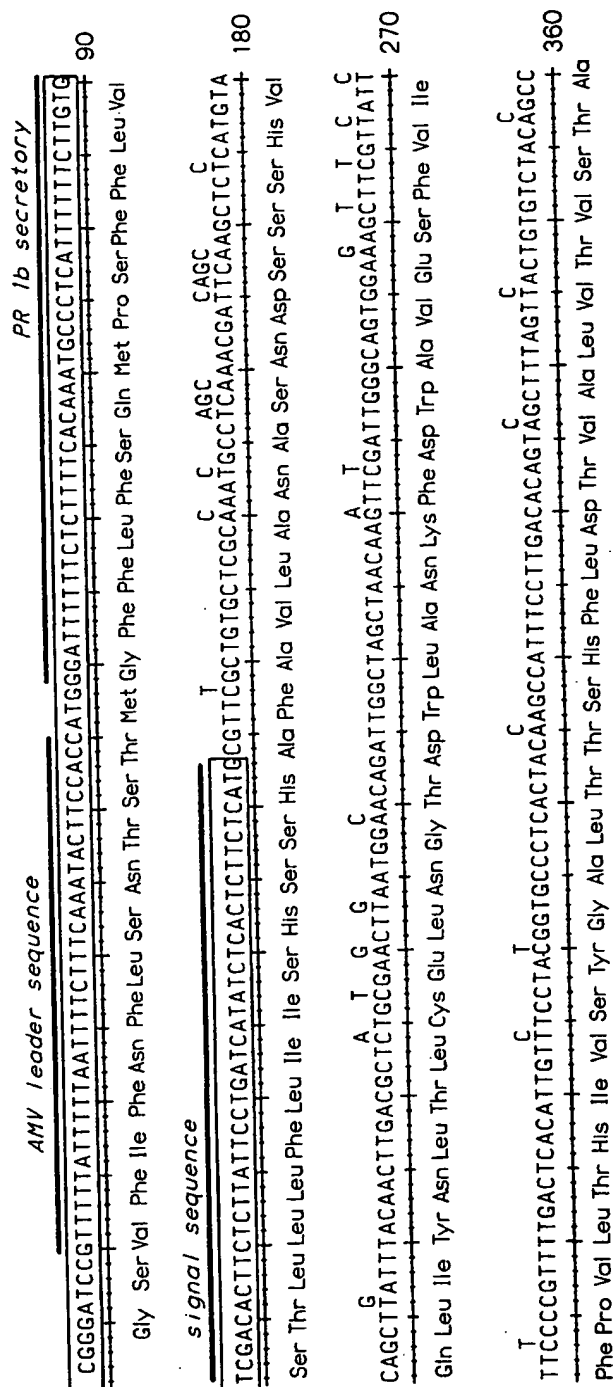 AMV leader sequence PR 1b secretory
CGGGATCCGTTTTTATTTTTAATTTTCTTTCAAATACTTCCACCATGGGATTTTTTCTCTTTTCACAAATGCCCTCATTTTTTCTTGTG
90
Gly Ser Val Phe Ile Phe Asn Phe Leu Ser Asn Thr Ser Thr Met Gly Phe Phe Leu Phe Ser Gln Met Pro Ser Phe Phe Leu Val
signal sequence
T C C AGC CAGC C
TCGACACTTCTCTTATTCCTGATCATATCTCACTCTTCTCATGCGTTCGCTGTGCTCGCAAATGCCTCAAACGATTCAAGCTCTCATGTA
180
Ser Thr Leu Leu Leu Phe Leu Ile Ile Ser His Ser Ser His Ala Phe Ala Val Leu Ala Asn Ala Ser Asn Asp Ser Ser Ser His Val
G A T G G C A T G T T C C
CAGCTTATTTACAACTTGACGCTCTGCGAACTTAATGGAACAGATTGGCTAGCTAACAAGTTCGATTGGGCAGTGGAAAGCTTCGTTATT
270
Gln Leu Ile Tyr Asn Leu Thr Leu Cys Glu Leu Asn Gly Thr Asp Trp Leu Ala Asn Lys Phe Asp Trp Ala Val Glu Ser Phe Val Ile
T C T C C C C
TTCCCCGTTTTGACTCACATTGTTTCCTACGGTGCCCTCACTACAAGCCATTTCCTTGACACAGTAGCTTTAGTTACTGTGTCTACAGCC
360
Phe Pro Val Leu Thr His Ile Val Ser Tyr Gly Ala Leu Thr Thr Ser His Phe Leu Asp Thr Val Ala Leu Val Thr Val Ser Thr Ala